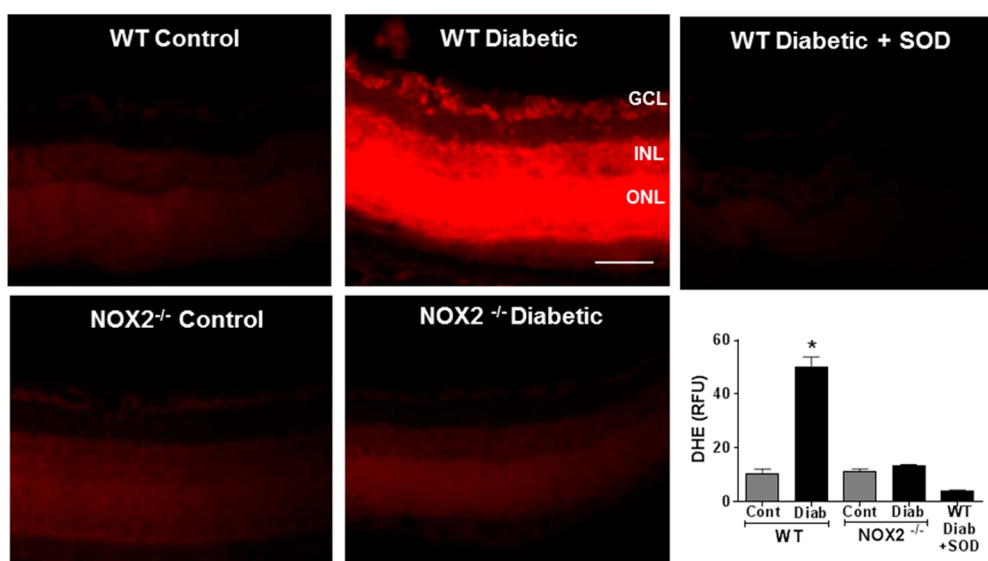 WT Control
WT Diabetic
WT Diabetic + SOD
GCL
INL
ONL
NOX2-/- Control
NOX2 -/- Diabetic
60
40
20
0
DHE (RFU)
*
Cont
Diab
Cont
Diab
WT
Diab
+SOD
WT
NOX2 -/-